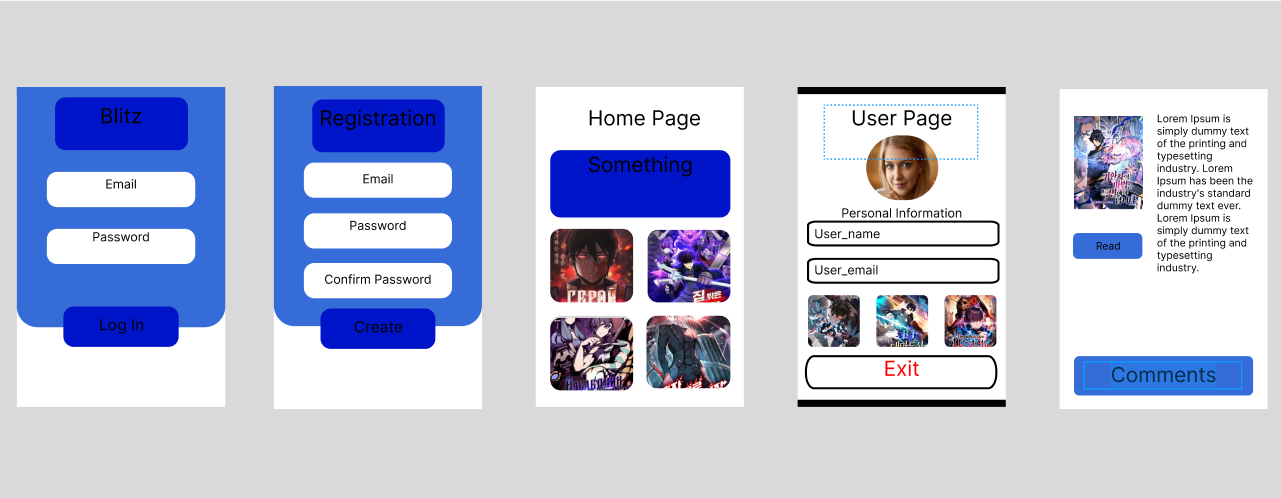 Blitz
Email
Password
Log In
Registration
Email
Password
Confirm Password
Create
Home Page
Something
User Page
Personal Information
User_name
User_email
Exit
Lorem Ipsum is
simply dummy text
of the printing and
typesetting
industry. Lorem
Ipsum has been the
industry's standard
dummy text ever.
Lorem Ipsum is
simply dummy text
of the printing and
typesetting
industry.
Read
Comments